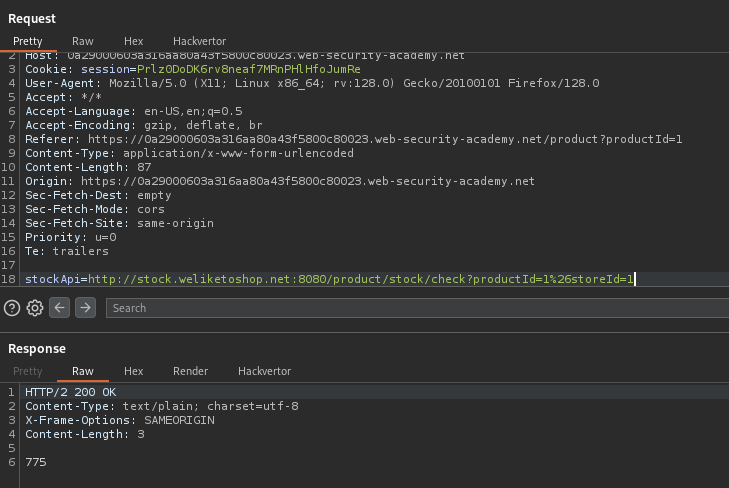 Request
Pretty Raw Hex Hackvertor
2 Host: 0a29000603a316aa80a43f5800c80023.web-security-academy.net
3 Cookie: session=Prlz0DoDK6rv8neaf7MRnPHlHfoJumRe
4 User-Agent: Mozilla/5.0 (X11; Linux x86_64; rv:128.0) Gecko/20100101 Firefox/128.0
5 Accept: */*
6 Accept-Language: en-US,en;q=0.5
7 Accept-Encoding: gzip, deflate, br
8 Referer: https://0a29000603a316aa80a43f5800c80023.web-security-academy.net/product?productId=1
9 Content-Type: application/x-www-form-urlencoded
10 Content-Length: 87
11 Origin: https://0a29000603a316aa80a43f5800c80023.web-security-academy.net
12 Sec-Fetch-Dest: empty
13 Sec-Fetch-Mode: cors
14 Sec-Fetch-Site: same-origin
15 Priority: u=0
16 Te: trailers
17
18 stockApi=http://stock.weliketoshop.net:8080/product/stock/check?productId=1%26storeId=1
Search
Response
Pretty Raw Hex Render Hackvertor
1 HTTP/2 200 OK
2 Content-Type: text/plain; charset=utf-8
3 X-Frame-Options: SAMEORIGIN
4 Content-Length: 3
5
6 775